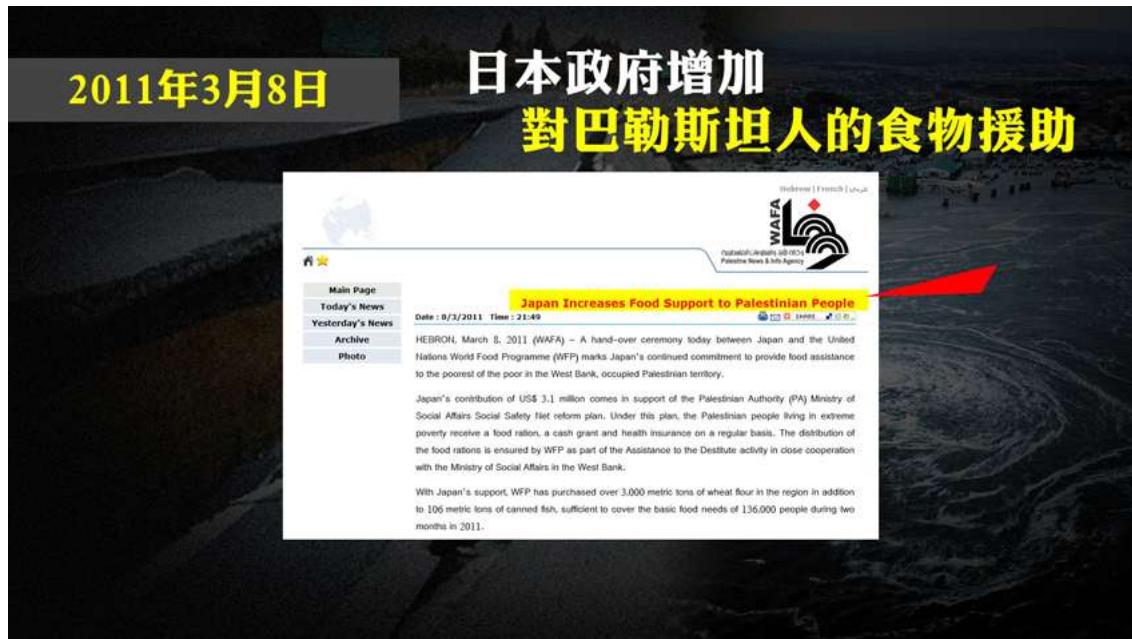 2011年3月8日
日本政府增加
對巴勒斯坦人的食物援助
Hebrew | French | عربي
WAFA
Palestine News & Info Agency
Main Page
Today's News
Yesterday's News
Archive
Photo
Japan Increases Food Support to Palestinian People
Date : 8/3/2011 Time : 21:49
SHARE
HEBRON, March 8, 2011 (WAFA) – A hand-over ceremony today between Japan and the United
Nations World Food Programme (WFP) marks Japan's continued commitment to provide food assistance
to the poorest of the poor in the West Bank, occupied Palestinian territory.
Japan's contribution of US$ 3.1 million comes in support of the Palestinian Authority (PA) Ministry of
Social Affairs Social Safety Net reform plan. Under this plan, the Palestinian people living in extreme
poverty receive a food ration, a cash grant and health insurance on a regular basis. The distribution of
the food rations is ensured by WFP as part of the Assistance to the Destitute activity in close cooperation
with the Ministry of Social Affairs in the West Bank.
With Japan's support, WFP has purchased over 3,000 metric tons of wheat flour in the region in addition
to 106 metric tons of canned fish, sufficient to cover the basic food needs of 136,000 people during two
months in 2011.